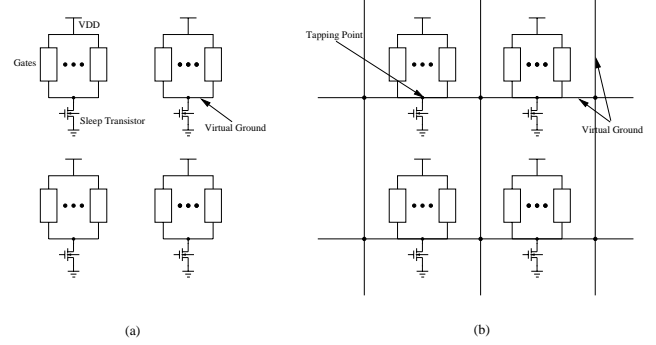 VDD
Gates
Sleep Transistor
Virtual Ground
(a)
Tapping Point
Virtual Ground
(b)